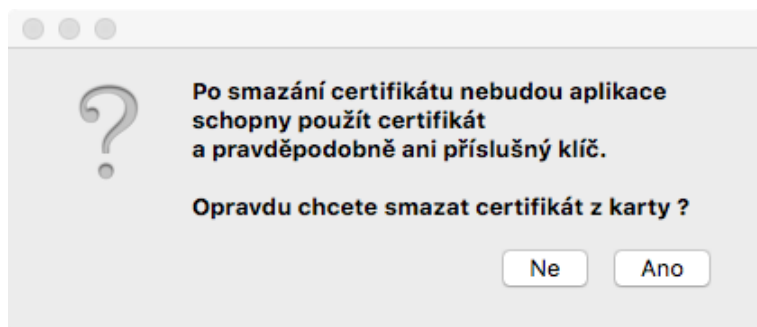 Po smazání certifikátu nebudou aplikace
schopny použít certifikát
a pravděpodobně ani příslušný klíč.
Opravdu chcete smazat certifikát z karty ?
Ne
Ano